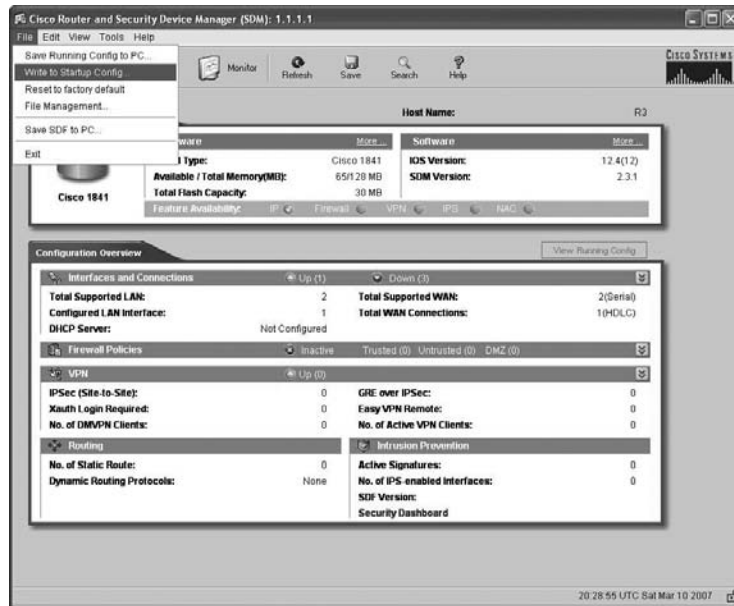 Cisco Router and Security Device Manager (SDM): 1.1.1.1
File Edit View Tools Help
Save Running Config to PC...
Write to Startup Config...
Reset to factory default
File Management...
Save SDF to PC...
Exit
Monitor Refresh Save Search Help
CISCO SYSTEMS
Host Name: R3
ware More ...
Type: Cisco 1841
Available / Total Memory(MB): 65/128 MB
Total Flash Capacity: 30 MB
Software More ...
IOS Version: 12.4(12)
SDM Version: 2.3.1
Cisco 1841
Feature Availability: IP Firewall VPN IPS NAC
Configuration Overview View Running Config
Interfaces and Connections Up (1) Down (3)
Total Supported LAN: 2 Total Supported WAN: 2(Serial)
Configured LAN Interface: 1 Total WAN Connections: 1(HDLC)
DHCP Server: Not Configured
Firewall Policies Inactive Trusted (0) Untrusted (0) DMZ (0)
VPN Up (0)
IPSec (Site-to-Site): 0 GRE over IPSec: 0
Xauth Login Required: 0 Easy VPN Remote: 0
No. of DMVPN Clients: 0 No. of Active VPN Clients: 0
Routing Intrusion Prevention
No. of Static Route: 0 Active Signatures: 0
Dynamic Routing Protocols: None No. of IPS-enabled Interfaces: 0
SDF Version:
Security Dashboard
20:28:55 UTC Sat Mar 10 2007